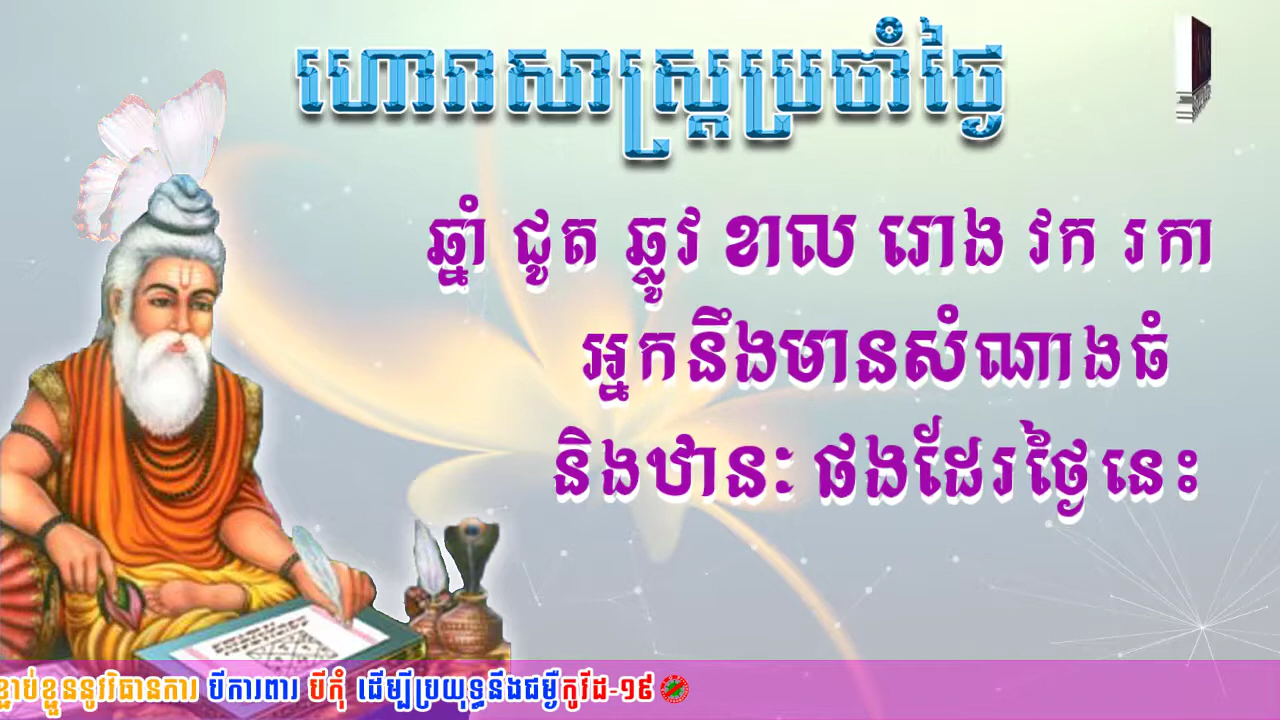 ហោរាសាស្ត្រប្រចាំថ្ងៃ
ឆ្នាំ ជូត ឆ្លូវ ខាល រោង វក រកា
អ្នកនឹងមានសំណាងធំ
និងឋានៈ ផងដែរថ្ងៃនេះ
ខ្ជាប់ខ្ជួននូវវិធានការ បីការពារ បីកុំ ដើម្បីប្រយុទ្ធនឹងជម្ងឺកូវីដ-១៩